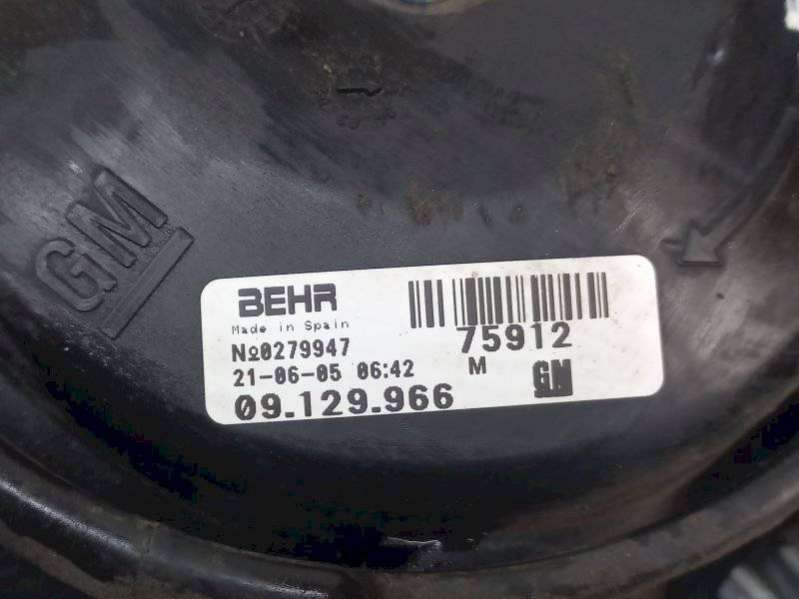 GM
BEHR
Made in Spain
№0279947
21-06-05 06:42
09.129.966
75912
M
GM